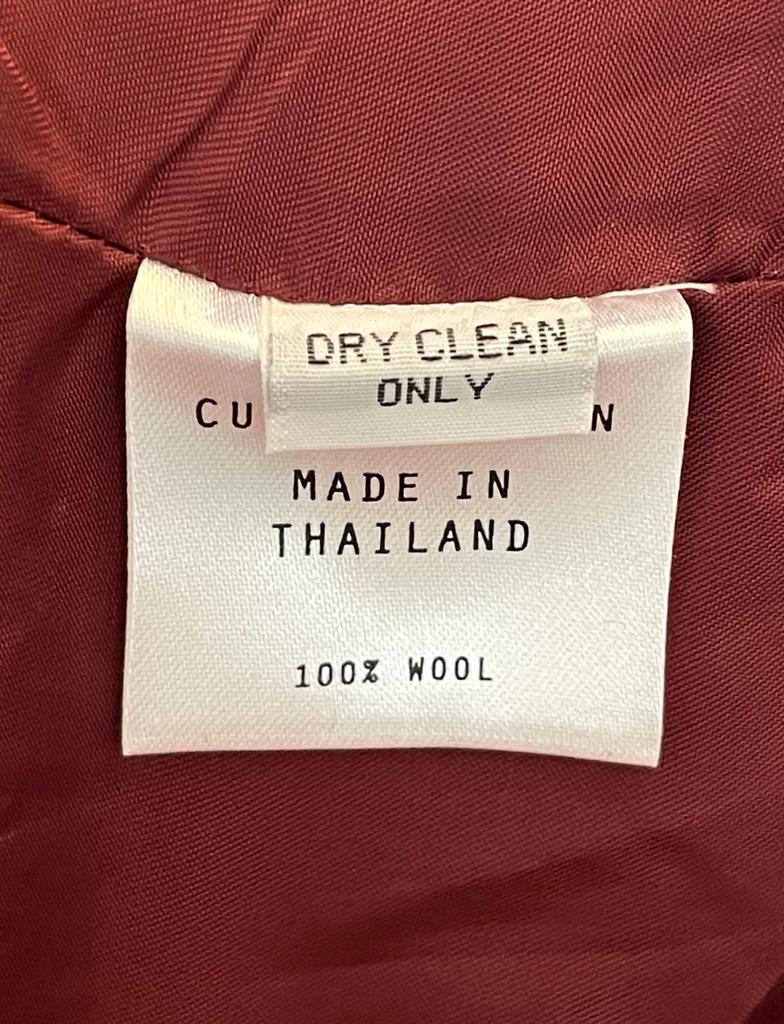 DRY CLEAN
ONLY
MADE IN
THAILAND
100% WOOL